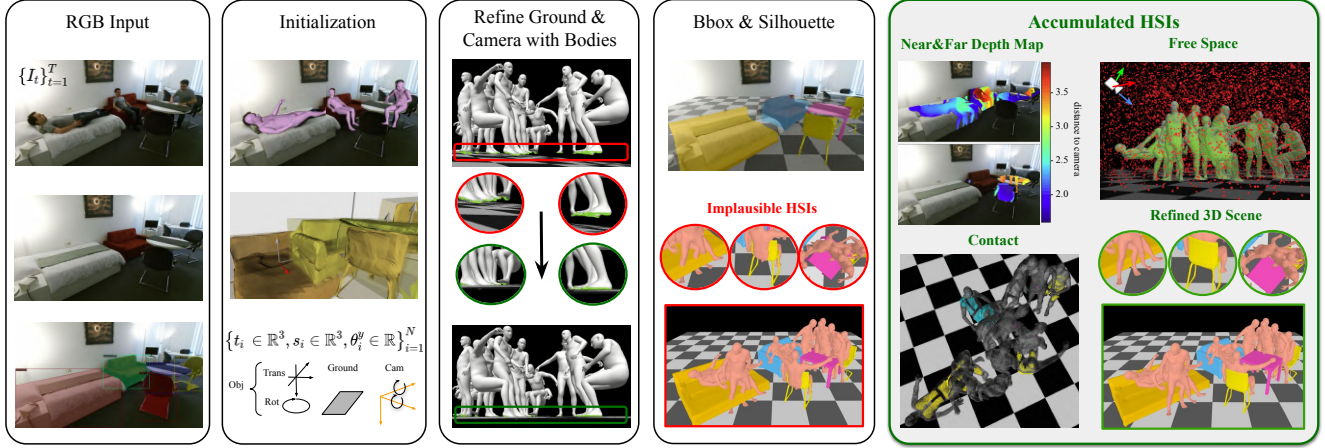 RGB Input
{I_t}_{t=1}^T
Initialization
{t_i ∈ ℝ^3, s_i ∈ ℝ^3, θ_i^y ∈ ℝ}_{i=1}^N
Obj
Trans
Rot
Ground
Cam
Refine Ground &
Camera with Bodies
Bbox & Silhouette
Implausible HSIs
Accumulated HSIs
Near&Far Depth Map
3.5
3.0
2.5
2.0
distance to camera
Contact
Free Space
Refined 3D Scene